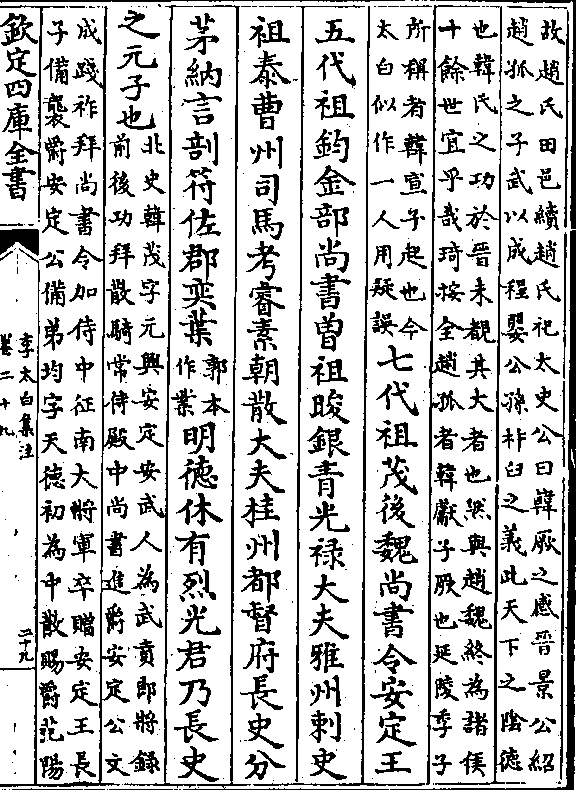 故趙氏田邑續趙氏祀太史公曰韓厥之感晉景公紹
趙孤之子武以成程嬰公孫杵臼之義此天下之陰德
也韓氏之功於晉未覩其大者也然與趙魏終為諸侯
十餘世宜乎哉琦按全趙孤者韓獻子厥也延陵季子
所稱者韓宣子起也今
太白似作一人用疑誤
七代祖茂後魏尚書令安定王
五代祖鈞金部尚書曽祖晙銀青光禄大夫雅州刺史
祖泰曹州司馬考睿素朝散大夫桂州都督府長史分
茅納言剖符佐郡奕葉
郭本
作業
明徳休有烈光君乃長史
之元子也
北史韓茂字元興安定安武人為武賁郎將録
前後功拜散騎常侍殿中尚書進爵安定公文
成踐祚拜尚書令加侍中征南大將軍卒贈安定王長
子備襲爵安定公備弟均字天德初為中散賜爵范陽
欽定四庫全書
李太白集注
卷二十九
二十九